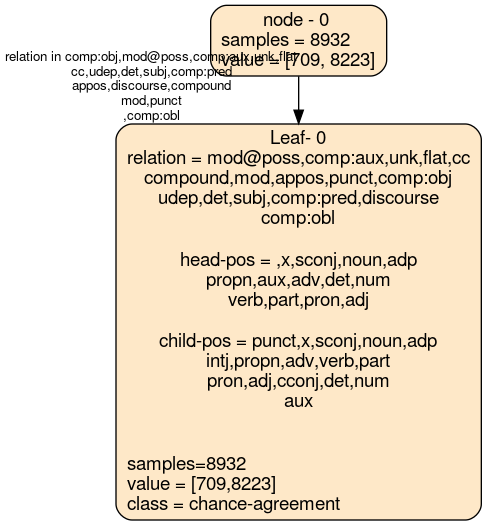 node - 0
samples = 8932
value = [709, 8223]
relation in comp:obj,mod@poss,comp:aux,unk,flat
cc,udep,det,subj,comp:pred
appos,discourse,compound
mod,punct
,comp:obl
Leaf- 0
relation = mod@poss,comp:aux,unk,flat,cc
compound,mod,appos,punct,comp:obj
udep,det,subj,comp:pred,discourse
comp:obl
head-pos = ,x,sconj,noun,adp
propn,aux,adv,det,num
verb,part,pron,adj
child-pos = punct,x,sconj,noun,adp
intj,propn,adv,verb,part
pron,adj,cconj,det,num
aux
samples=8932
value = [709,8223]
class = chance-agreement